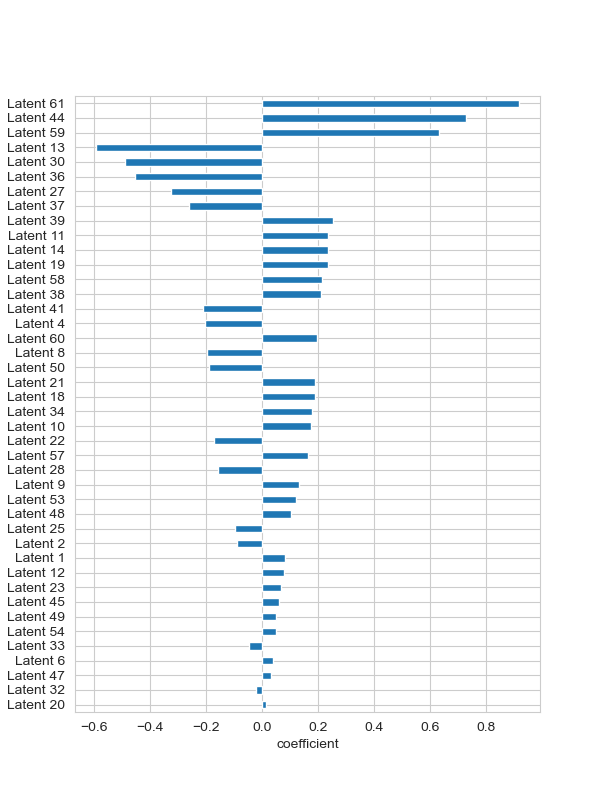 Latent 61
Latent 44
Latent 59
Latent 13
Latent 30
Latent 36
Latent 27
Latent 37
Latent 39
Latent 11
Latent 14
Latent 19
Latent 58
Latent 38
Latent 41
Latent 4
Latent 60
Latent 8
Latent 50
Latent 21
Latent 18
Latent 34
Latent 10
Latent 22
Latent 57
Latent 28
Latent 9
Latent 53
Latent 48
Latent 25
Latent 2
Latent 1
Latent 12
Latent 23
Latent 45
Latent 49
Latent 54
Latent 33
Latent 6
Latent 47
Latent 32
Latent 20
−0.6 −0.4 −0.2 0.0 0.2 0.4 0.6 0.8
coefficient